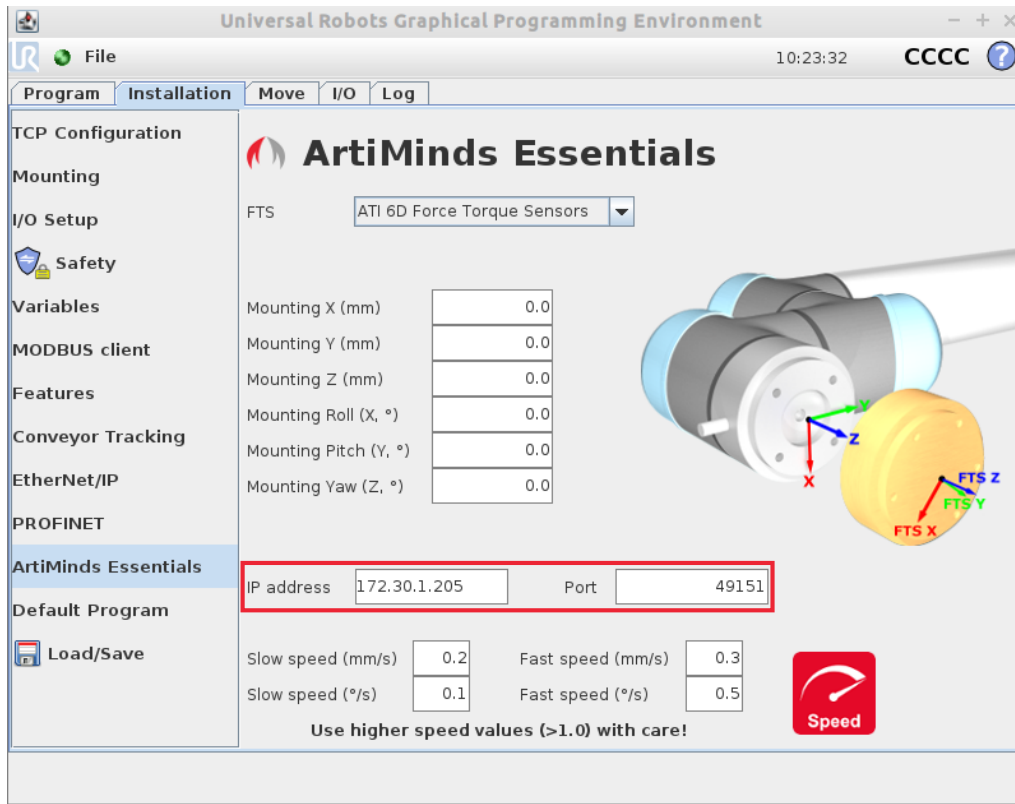 Universal Robots Graphical Programming Environment
UR File 10:23:32 CCCC ?
Program Installation Move I/O Log
TCP Configuration
Mounting
I/O Setup
Safety
Variables
MODBUS client
Features
Conveyor Tracking
EtherNet/IP
PROFINET
ArtiMinds Essentials
Default Program
Load/Save
ArtiMinds Essentials
FTS ATI 6D Force Torque Sensors
Mounting X (mm) 0.0
Mounting Y (mm) 0.0
Mounting Z (mm) 0.0
Mounting Roll (X, °) 0.0
Mounting Pitch (Y, °) 0.0
Mounting Yaw (Z, °) 0.0
Y
Z
X
FTS Z
FTS Y
FTS X
IP address 172.30.1.205 Port 49151
Slow speed (mm/s) 0.2 Fast speed (mm/s) 0.3
Slow speed (°/s) 0.1 Fast speed (°/s) 0.5
Speed
Use higher speed values (>1.0) with care!